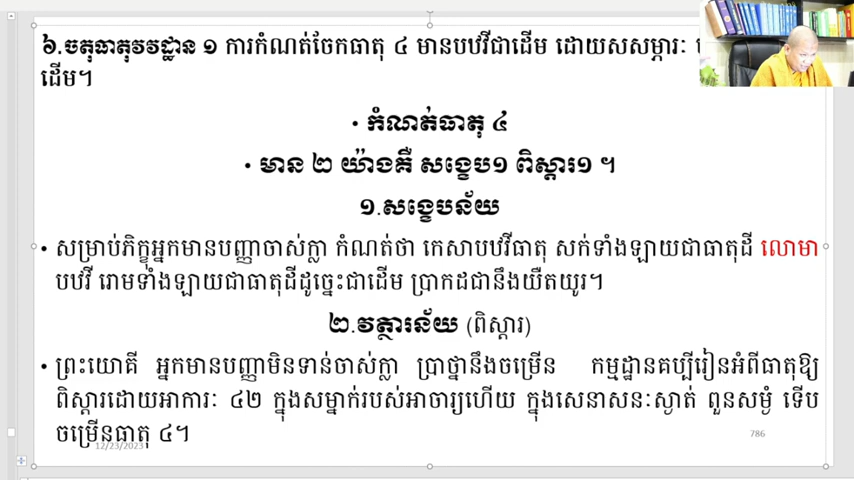 ៦.ចតុធាតុវវដ្ឋាន ១ ការកំណត់ចែកធាតុ ៤ មានបឋវីជាដើម ដោយសសម្ភារៈ
ដើម។
• កំណត់ធាតុ ៤
• មាន ២ យ៉ាងគឺ សង្ខេប១ ពិស្តារ១ ។
១.សង្ខេបន័យ
• សម្រាប់ភិក្ខុអ្នកមានបញ្ញាចាស់ក្លា កំណត់ថា កេសាបឋវីធាតុ សក់ទាំងឡាយជាធាតុដី លោមា
បឋវី រោមទាំងឡាយជាធាតុដីដូច្នេះជាដើម ប្រាកដជានឹងយឺតយូរ។
២.វត្ថារន័យ (ពិស្តារ)
• ព្រះយោគី អ្នកមានបញ្ញាមិនទាន់ចាស់ក្លា ប្រាថ្នានឹងចម្រើន កម្មដ្ឋានគប្បីរៀនអំពីធាតុឱ្យ
ពិស្តារដោយអាការៈ ៤២ ក្នុងសម្នាក់របស់អាចារ្យហើយ ក្នុងសេនាសនៈស្ងាត់ ពួនសម្ងំ ទើប
ចម្រើនធាតុ ៤។
12/23/2023
786